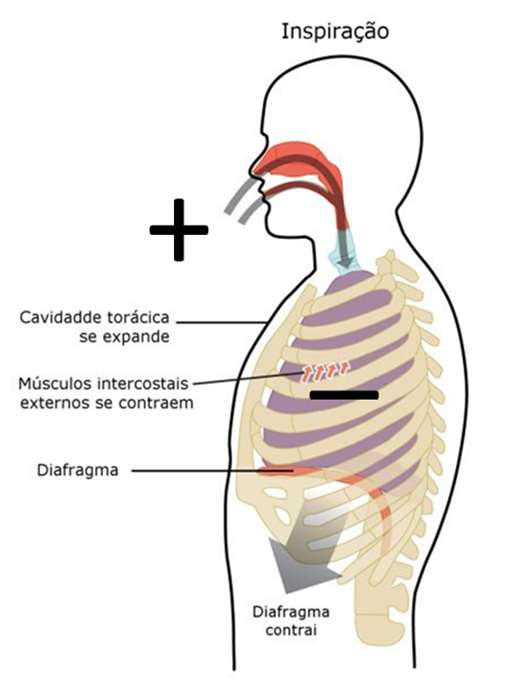 Inspiração
Cavidadde torácica
se expande
Músculos intercostais
externos se contraem
Diafragma
Diafragma
contrai